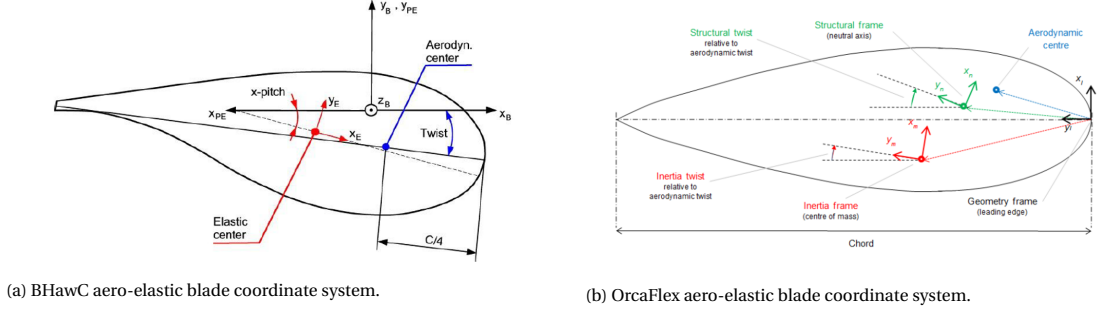 y_B , y_PE
Aerodyn.
center
x-pitch
y_E
z_B
x_PE
x_B
x_E
Twist
Elastic
center
C/4
(a) BHawC aero-elastic blade coordinate system.
Structural twist
relative to
aerodynamic twist
Structural frame
(neutral axis)
Aerodynamic
centre
x_n
y_n
x_i
y_i
x_m
y_m
Inertia twist
relative to
aerodynamic twist
Inertia frame
(centre of mass)
Geometry frame
(leading edge)
Chord
(b) OrcaFlex aero-elastic blade coordinate system.